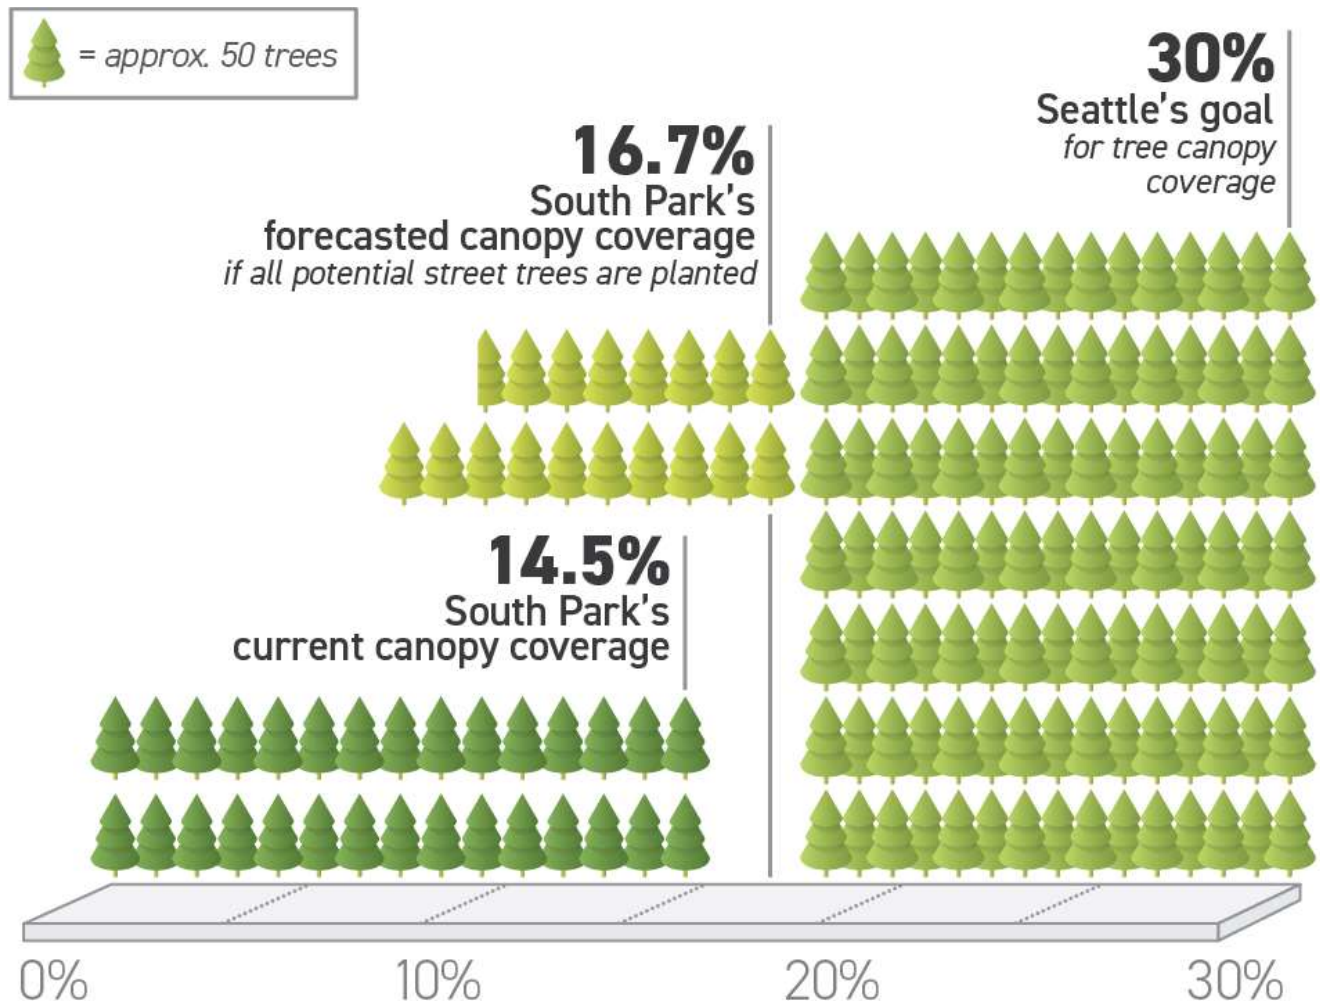 = approx. 50 trees
30%
Seattle's goal
for tree canopy
coverage
16.7%
South Park's
forecasted canopy coverage
if all potential street trees are planted
14.5%
South Park's
current canopy coverage
0% 10% 20% 30%